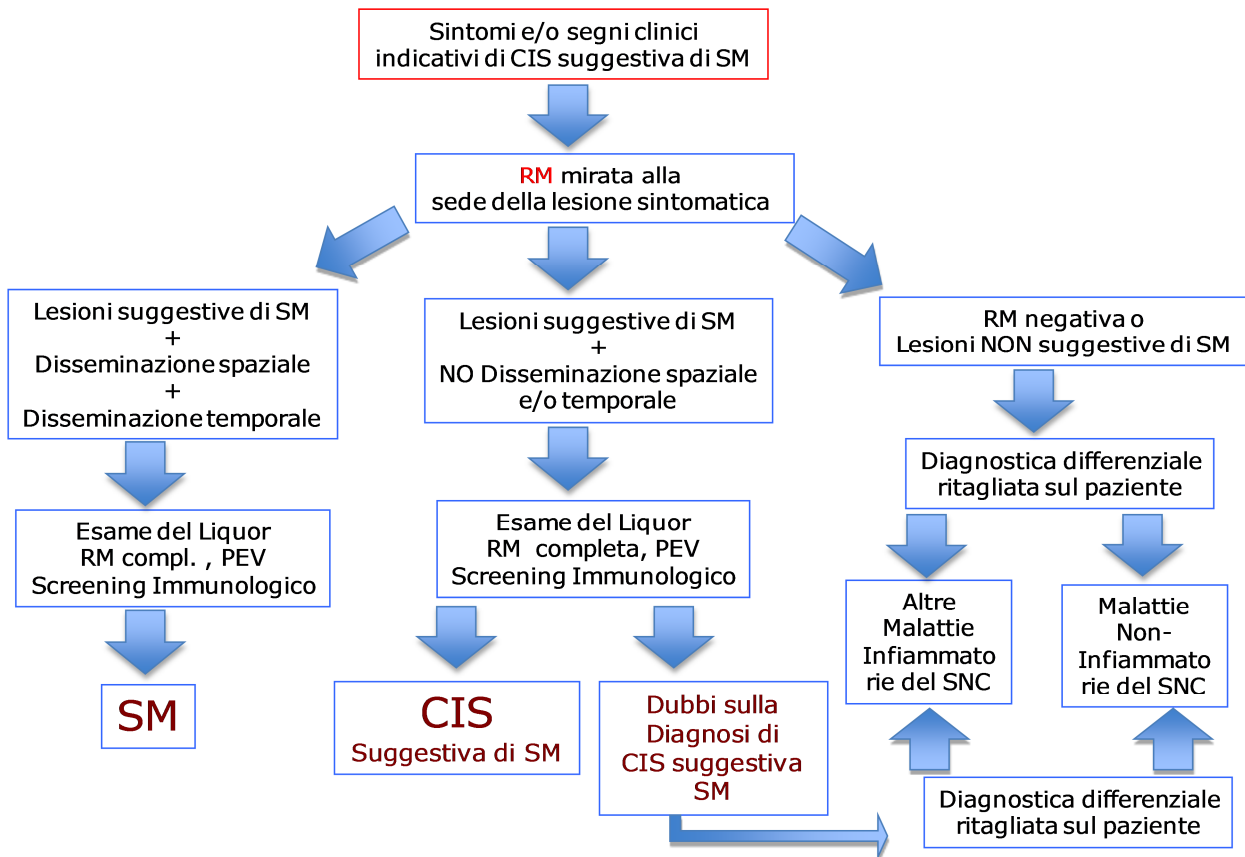 Sintomi e/o segni clinici
indicativi di CIS suggestiva di SM
RM mirata alla
sede della lesione sintomatica
Lesioni suggestive di SM
+
Disseminazione spaziale
+
Disseminazione temporale
Lesioni suggestive di SM
+
NO Disseminazione spaziale
e/o temporale
RM negativa o
Lesioni NON suggestive di SM
Diagnostica differenziale
ritagliata sul paziente
Esame del Liquor
RM compl. , PEV
Screening Immunologico
Esame del Liquor
RM completa, PEV
Screening Immunologico
Altre
Malattie
Infiammato
rie del SNC
Malattie
Non-
Infiammato
rie del SNC
SM
CIS
Suggestiva di SM
Dubbi sulla
Diagnosi di
CIS suggestiva
SM
Diagnostica differenziale
ritagliata sul paziente